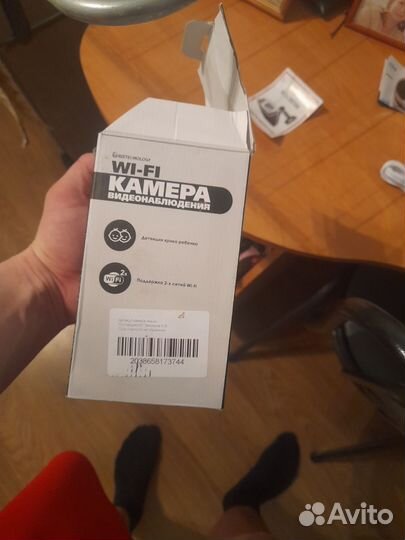 WI-FI
КАМЕРА
ВИДЕОНАБЛЮДЕНИЯ
Детекция крика ребенка
2x
Wi Fi
Поддержка 2-х сетей Wi-Fi
2038658173744
Avito